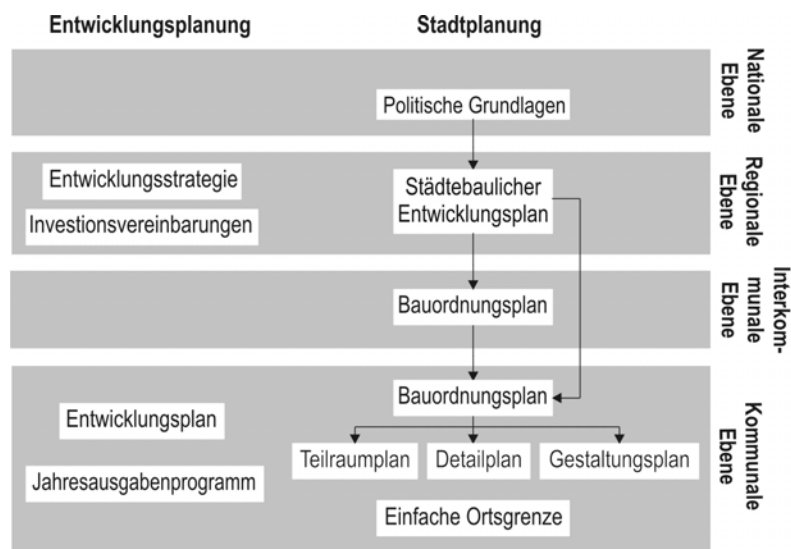 Entwicklungsplanung
Stadtplanung
Politische Grundlagen
Nationale
Ebene
Entwicklungsstrategie
Investionsvereinbarungen
Städtebaulicher
Entwicklungsplan
Regionale
Ebene
Bauordnungsplan
Interkom-
munale
Ebene
Bauordnungsplan
Entwicklungsplan
Teilraumplan
Detailplan
Gestaltungsplan
Jahresausgabenprogramm
Einfache Ortsgrenze
Kommunale
Ebene